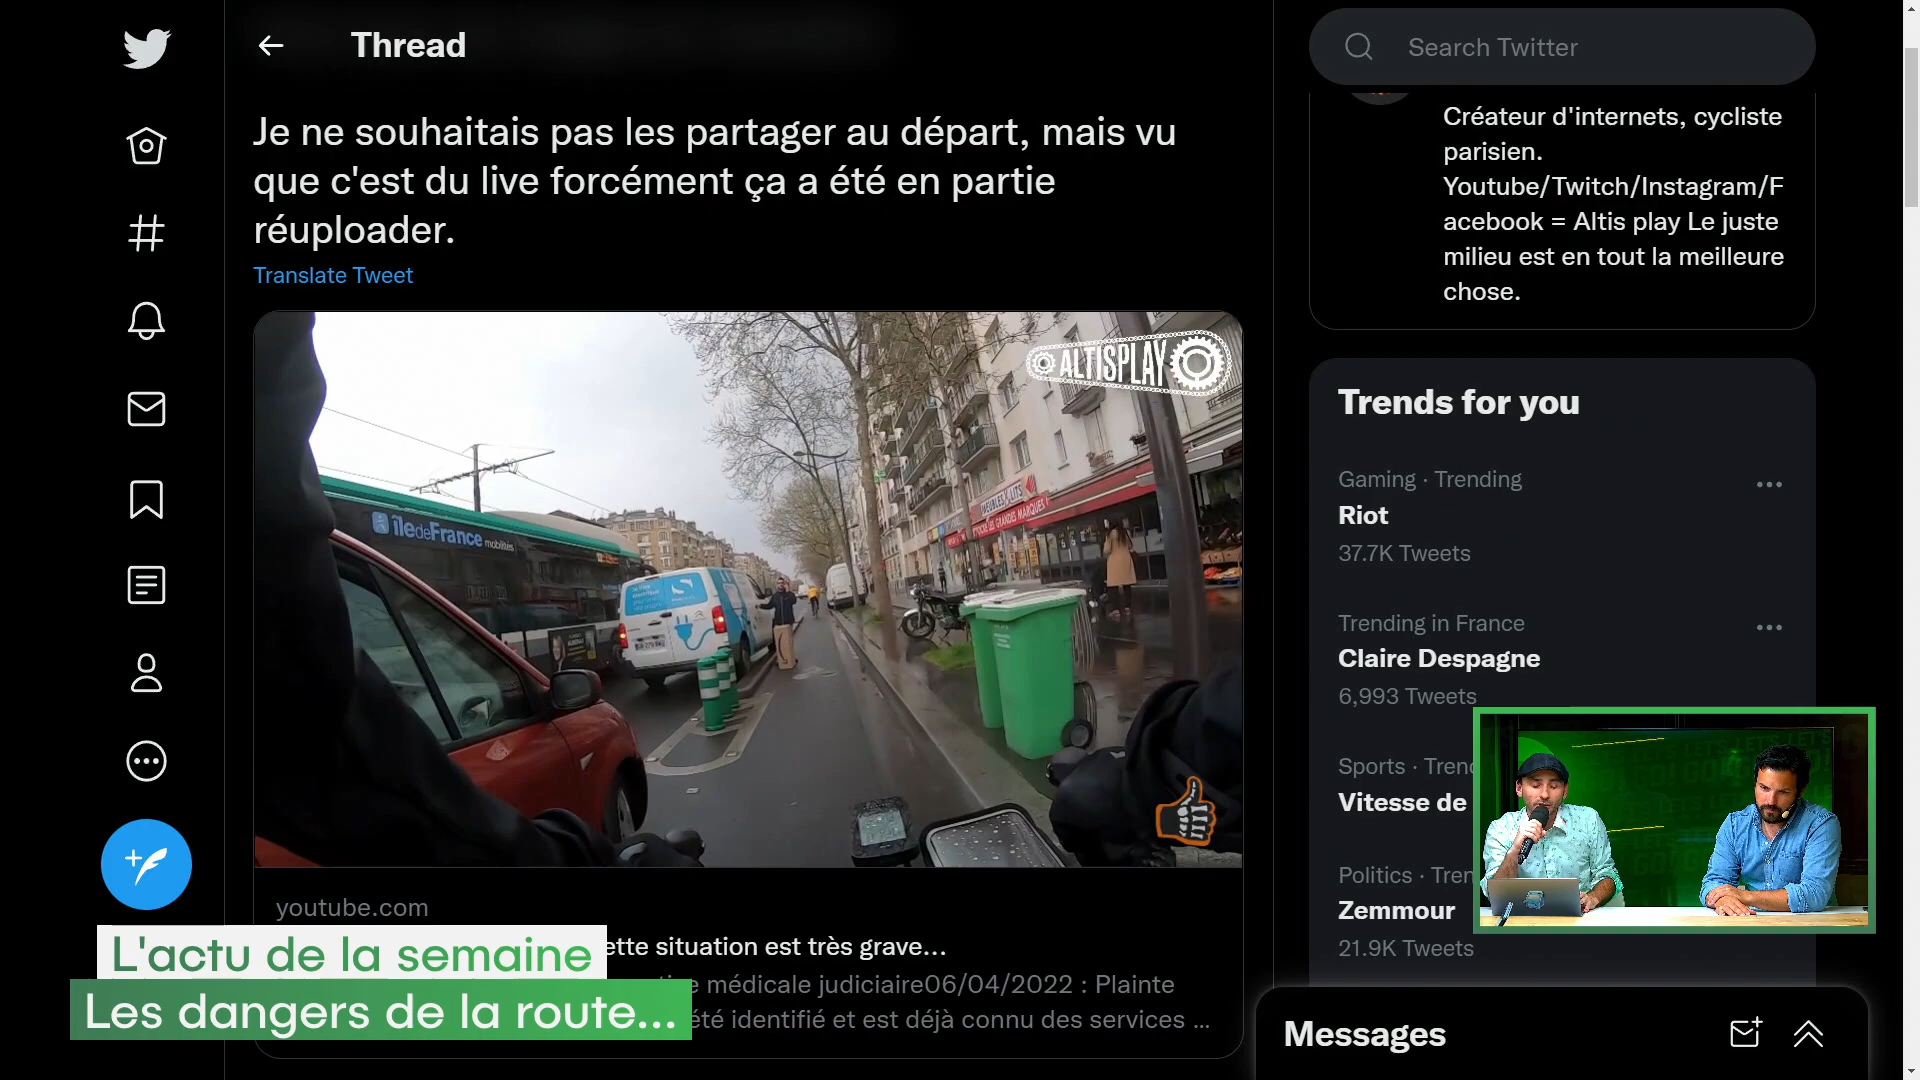 Thread
Search Twitter
Je ne souhaitais pas les partager au départ, mais vu
que c'est du live forcément ça a été en partie
réuploader.
Translate Tweet
Créateur d'internets, cycliste
parisien.
Youtube/Twitch/Instagram/F
acebook = Altis play Le juste
milieu est en tout la meilleure
chose.
ALTISPLAY
îledeFrance mobilités
MEUBLES LITS
GRANDES MARQUES
Trends for you
Gaming · Trending
Riot
37.7K Tweets
Trending in France
Claire Despagne
6,993 Tweets
Sports · Trend
Vitesse de
Politics · Tren
Zemmour
21.9K Tweets
youtube.com
ette situation est très grave...
médicale judiciaire06/04/2022 : Plainte
été identifié et est déjà connu des services ...
L'actu de la semaine
Les dangers de la route...
Messages